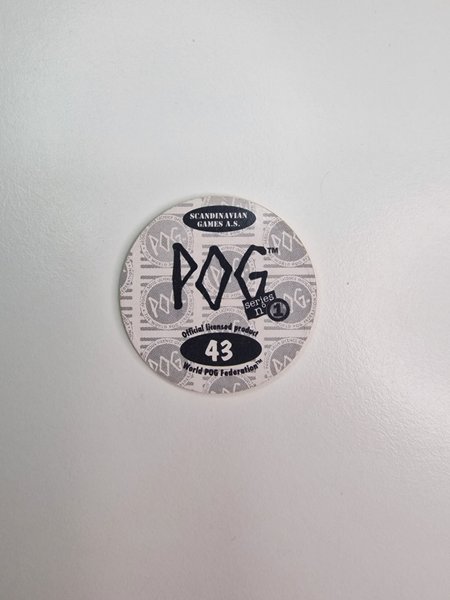 SCANDINAVIAN
GAMES A.S.
POG™
series
nº 1
Official licensed product
43
World POG Federation™